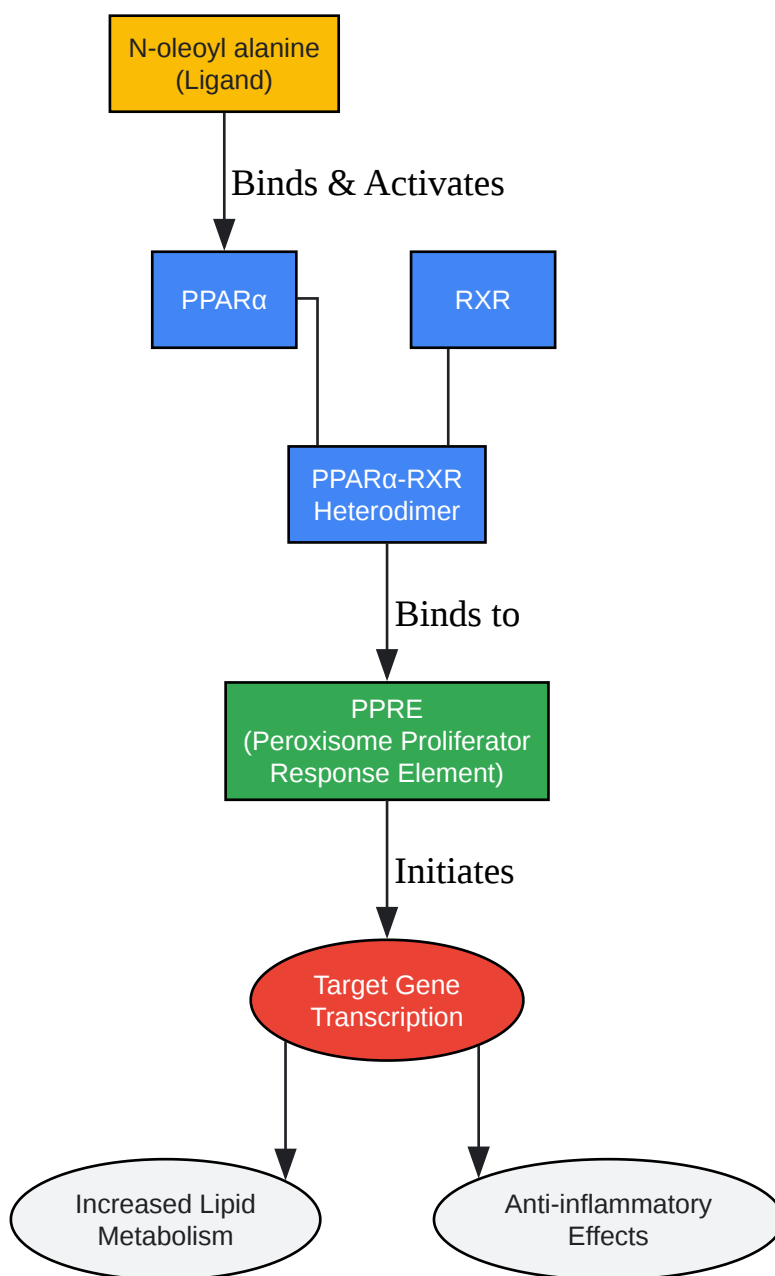 N-oleoyl alanine
(Ligand)
Binds & Activates
PPARα
RXR
PPARα-RXR
Heterodimer
Binds to
PPRE
(Peroxisome Proliferator
Response Element)
Initiates
Target Gene
Transcription
Increased Lipid
Metabolism
Anti-inflammatory
Effects